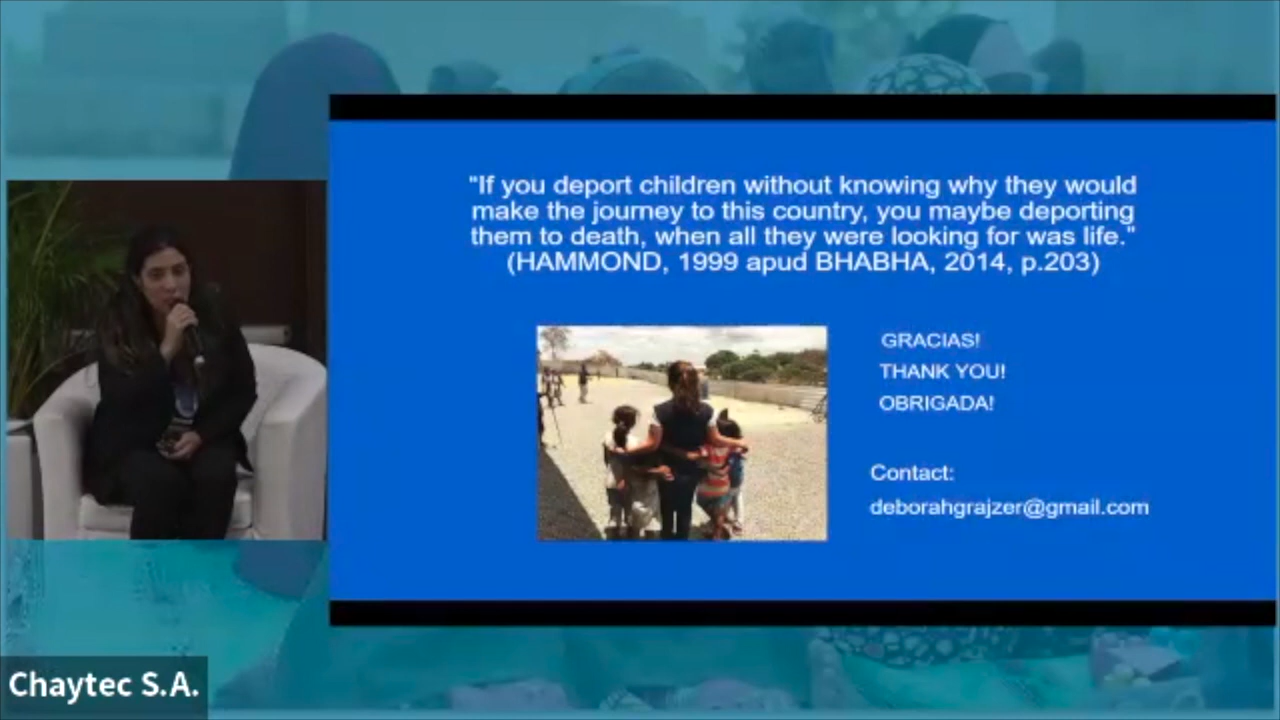 "If you deport children without knowing why they would
make the journey to this country, you maybe deporting
them to death, when all they were looking for was life."
(HAMMOND, 1999 apud BHABHA, 2014, p.203)
GRACIAS!
THANK YOU!
OBRIGADA!
Contact:
deborahgrajzer@gmail.com
Chaytec S.A.